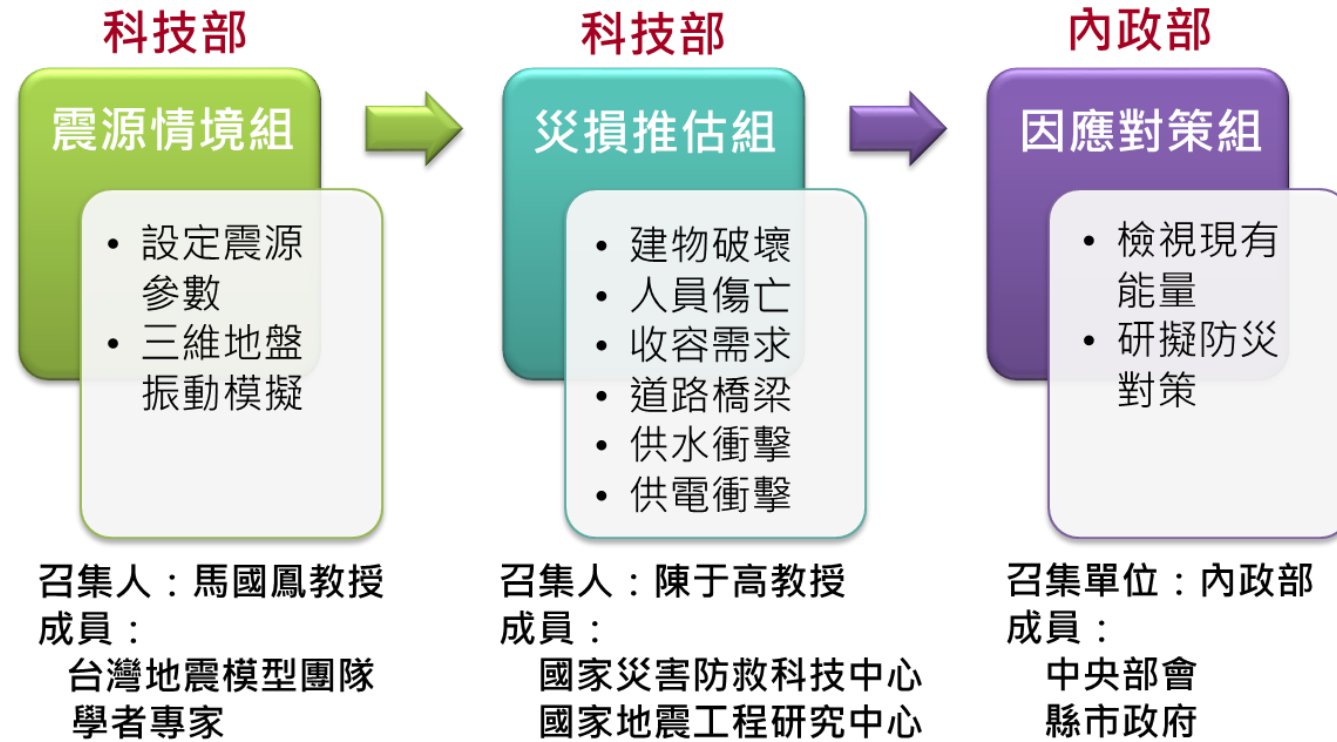 科技部
震源情境組
• 設定震源
參數
• 三維地盤
振動模擬
召集人：馬國鳳教授
成員：
台灣地震模型團隊
學者專家
科技部
災損推估組
• 建物破壞
• 人員傷亡
• 收容需求
• 道路橋梁
• 供水衝擊
• 供電衝擊
召集人：陳于高教授
成員：
國家災害防救科技中心
國家地震工程研究中心
內政部
因應對策組
• 檢視現有
能量
• 研擬防災
對策
召集單位：內政部
成員：
中央部會
縣市政府